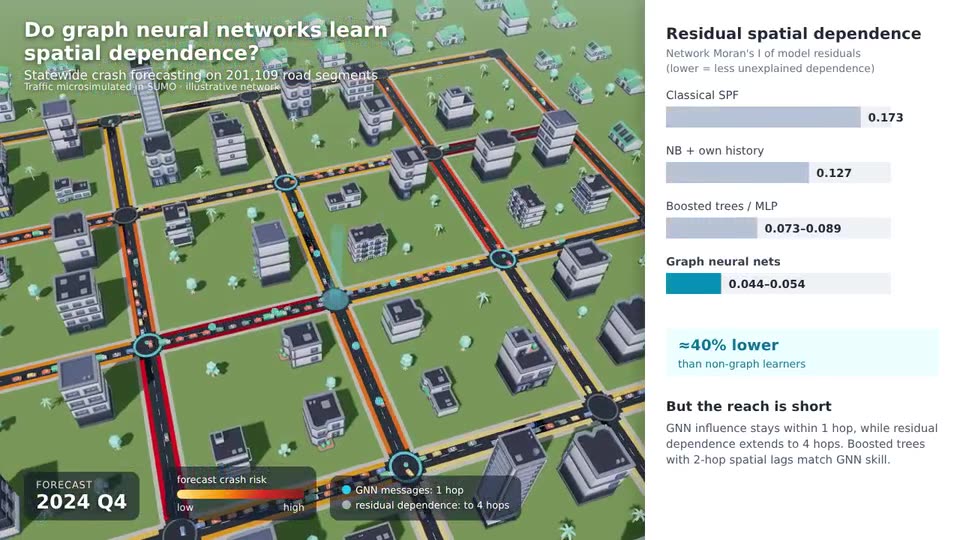 Do graph neural networks learn
spatial dependence?
Statewide crash forecasting on 201,109 road segments
Traffic microsimulated in SUMO · illustrative network
FORECAST
2024 Q4
forecast crash risk
low high
GNN messages: 1 hop
residual dependence: to 4 hops
Residual spatial dependence
Network Moran's I of model residuals
(lower = less unexplained dependence)
Classical SPF
0.173
NB + own history
0.127
Boosted trees / MLP
0.073–0.089
Graph neural nets
0.044–0.054
≈40% lower
than non-graph learners
But the reach is short
GNN influence stays within 1 hop, while residual
dependence extends to 4 hops. Boosted trees
with 2-hop spatial lags match GNN skill.